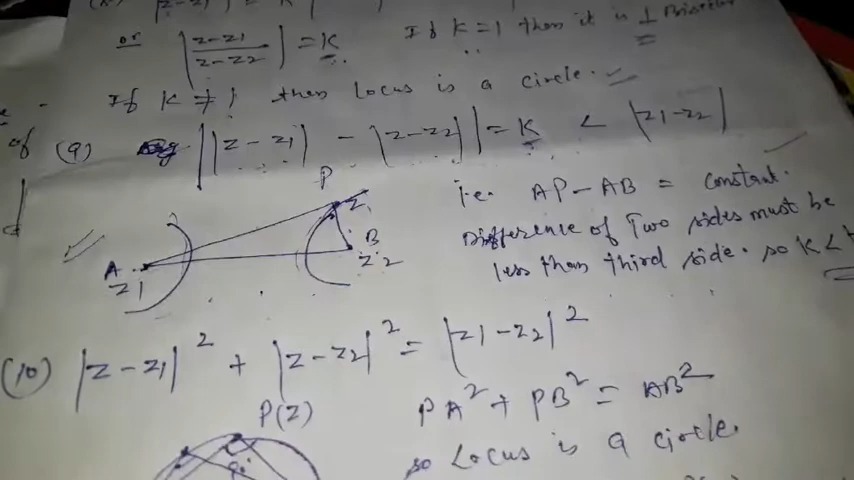 or |z-z1 / z-z2| = K If K = 1 then it is ⊥ Bisector
If K ≠ 1 then Locus is a circle.
of (9) ||z-z1| - |z-z2|| = K < |z1-z2|
P
z,
i.e. AP-AB = constant.
Difference of Two sides must be
less than third side. so K <
A
z1
B
z2
(10) |z-z1|² + |z-z2|² = |z1-z2|²
P(z)
90°
PA² + PB² = AB²
so Locus is a circle.